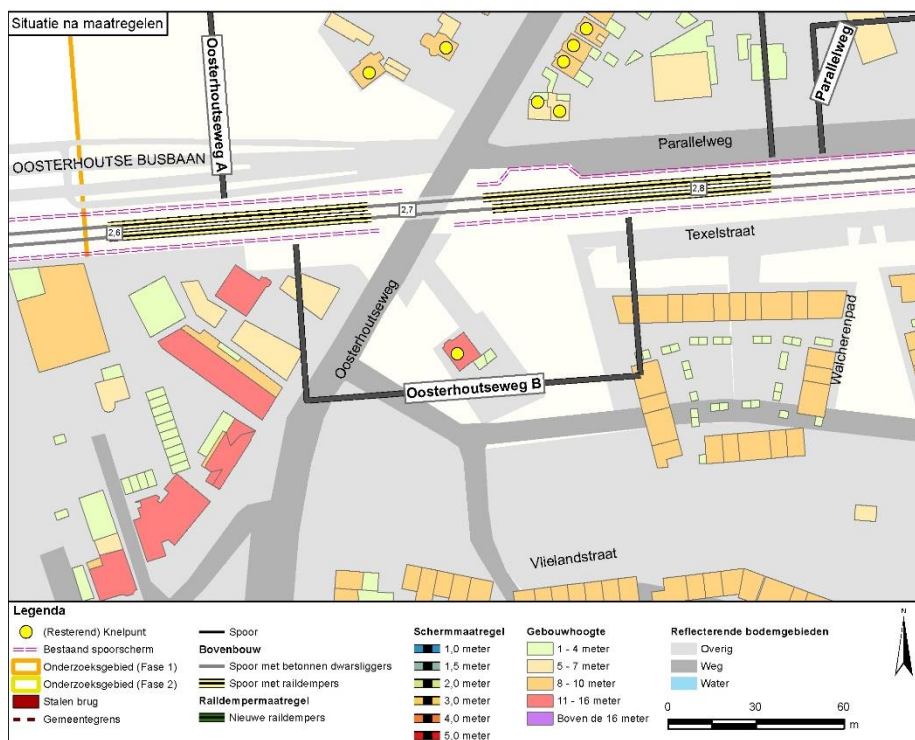 Situatie na maatregelen
Oosterhoutseweg A
Parallelweg
OOSTERHOUTSE BUSBAAN
Parallelweg
2,8
2,7
2,6
Texelstraat
Oosterhoutseweg
Walcherenpad
Oosterhoutseweg B
Vlielandstraat
Legenda
(Resterend) Knelpunt
Bestaand spoorscherm
Onderzoeksgebied (Fase 1)
Onderzoeksgebied (Fase 2)
Stalen brug
Gemeentegrens
Spoor
Bovenbouw
Spoor met betonnen dwarsliggers
Spoor met raildempers
Raildempermaatregel
Nieuwe raildempers
Schermmaatregel
1,0 meter
1,5 meter
2,0 meter
3,0 meter
4,0 meter
5,0 meter
Gebouwhoogte
1 - 4 meter
5 - 7 meter
8 - 10 meter
11 - 16 meter
Boven de 16 meter
Reflecterende bodemgebieden
Overig
Weg
Water
N
0 30 60
m